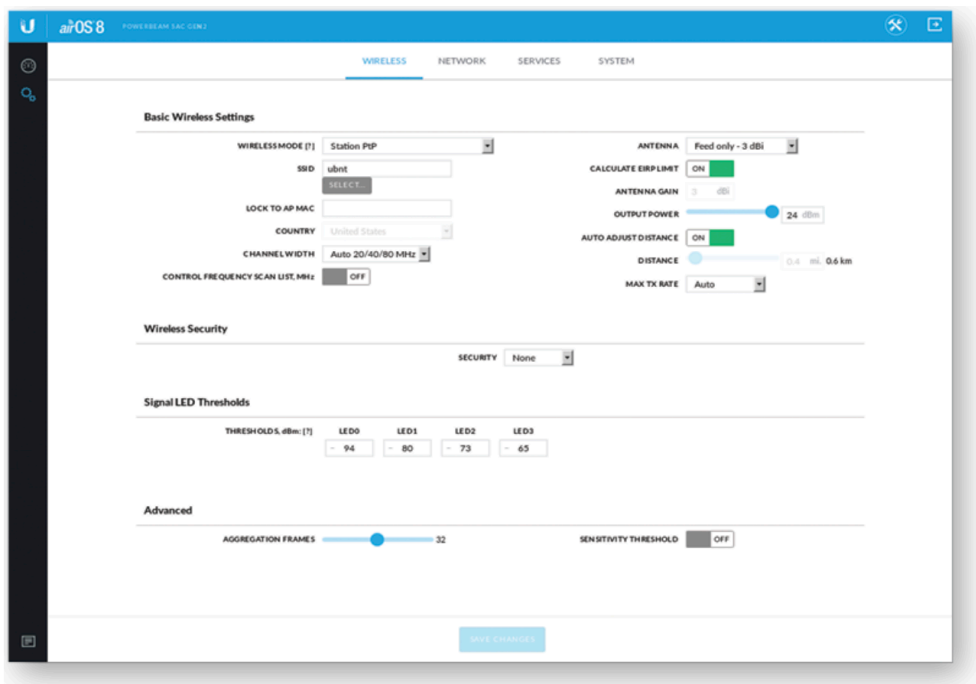 U airOS 8 POWERBEAM 5AC GEN2
WIRELESS NETWORK SERVICES SYSTEM
Basic Wireless Settings
WIRELESS MODE [?] Station PtP
SSID ubnt
SELECT...
LOCK TO AP MAC
COUNTRY United States
CHANNEL WIDTH Auto 20/40/80 MHz
CONTROL FREQUENCY SCAN LIST, MHz OFF
ANTENNA Feed only - 3 dBi
CALCULATE EIRP LIMIT ON
ANTENNA GAIN 3 dBi
OUTPUT POWER 24 dBm
AUTO ADJUST DISTANCE ON
DISTANCE 0.4 mi. 0.6 km
MAX TX RATE Auto
Wireless Security
SECURITY None
Signal LED Thresholds
THRESHOLDS, dBm: [?] LED0 LED1 LED2 LED3
- 94 - 80 - 73 - 65
Advanced
AGGREGATION FRAMES 32
SENSITIVITY THRESHOLD OFF
SAVE CHANGES